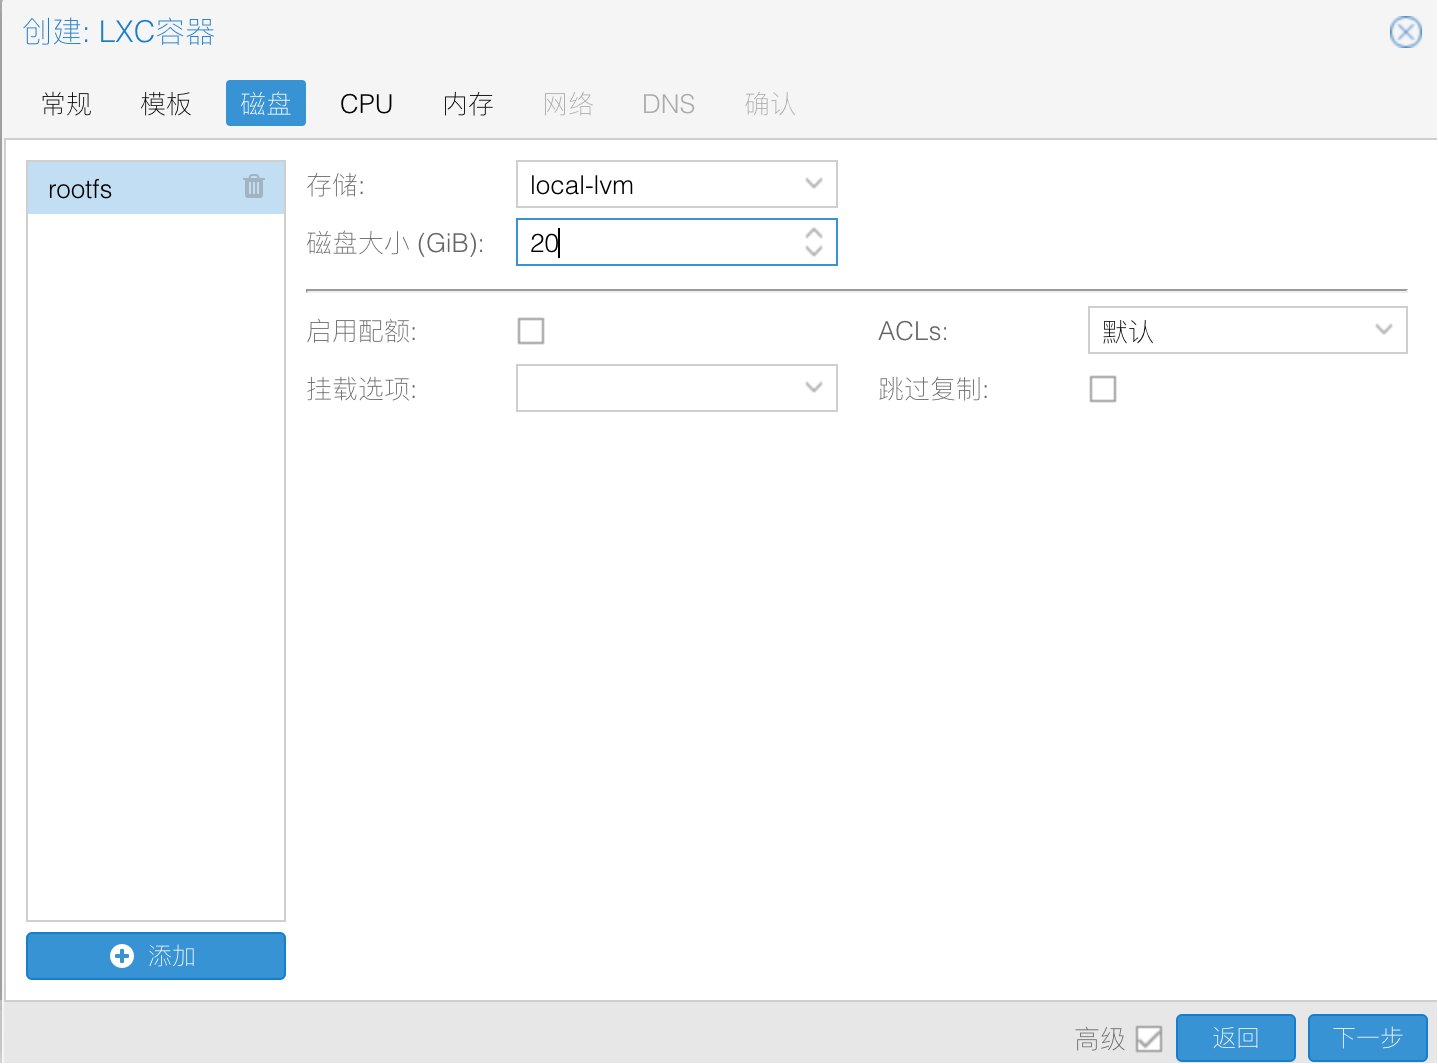 创建: LXC容器
常规 模板 磁盘 CPU 内存 网络 DNS 确认
rootfs
存储: local-lvm
磁盘大小 (GiB): 20
启用配额: ACLs: 默认
挂载选项: 跳过复制:
添加
高级 返回 下一步